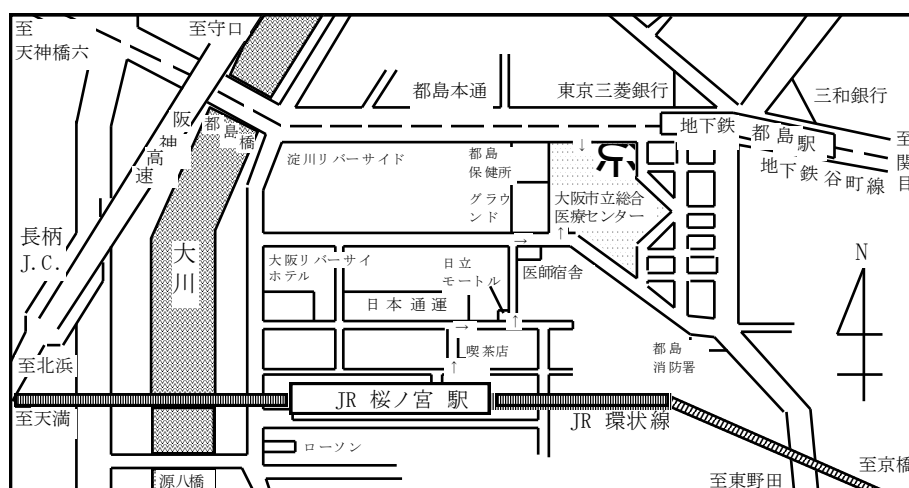 至
天神橋六
至守口
都島本通
東京三菱銀行
三和銀行
阪神高速
都島橋
地下鉄
都島駅
至関目
地下鉄谷町線
淀川リバーサイド
都島
保健所
グラウ
ンド
大阪市立総合
医療センター
長柄
J.C.
大川
大阪リバーサイ
ホテル
日立
モートル
医師宿舎
N
日本通運
喫茶店
都島
消防署
至北浜
至天満
JR 桜ノ宮 駅
JR 環状線
ローソン
源八橋
至東野田
至京橋